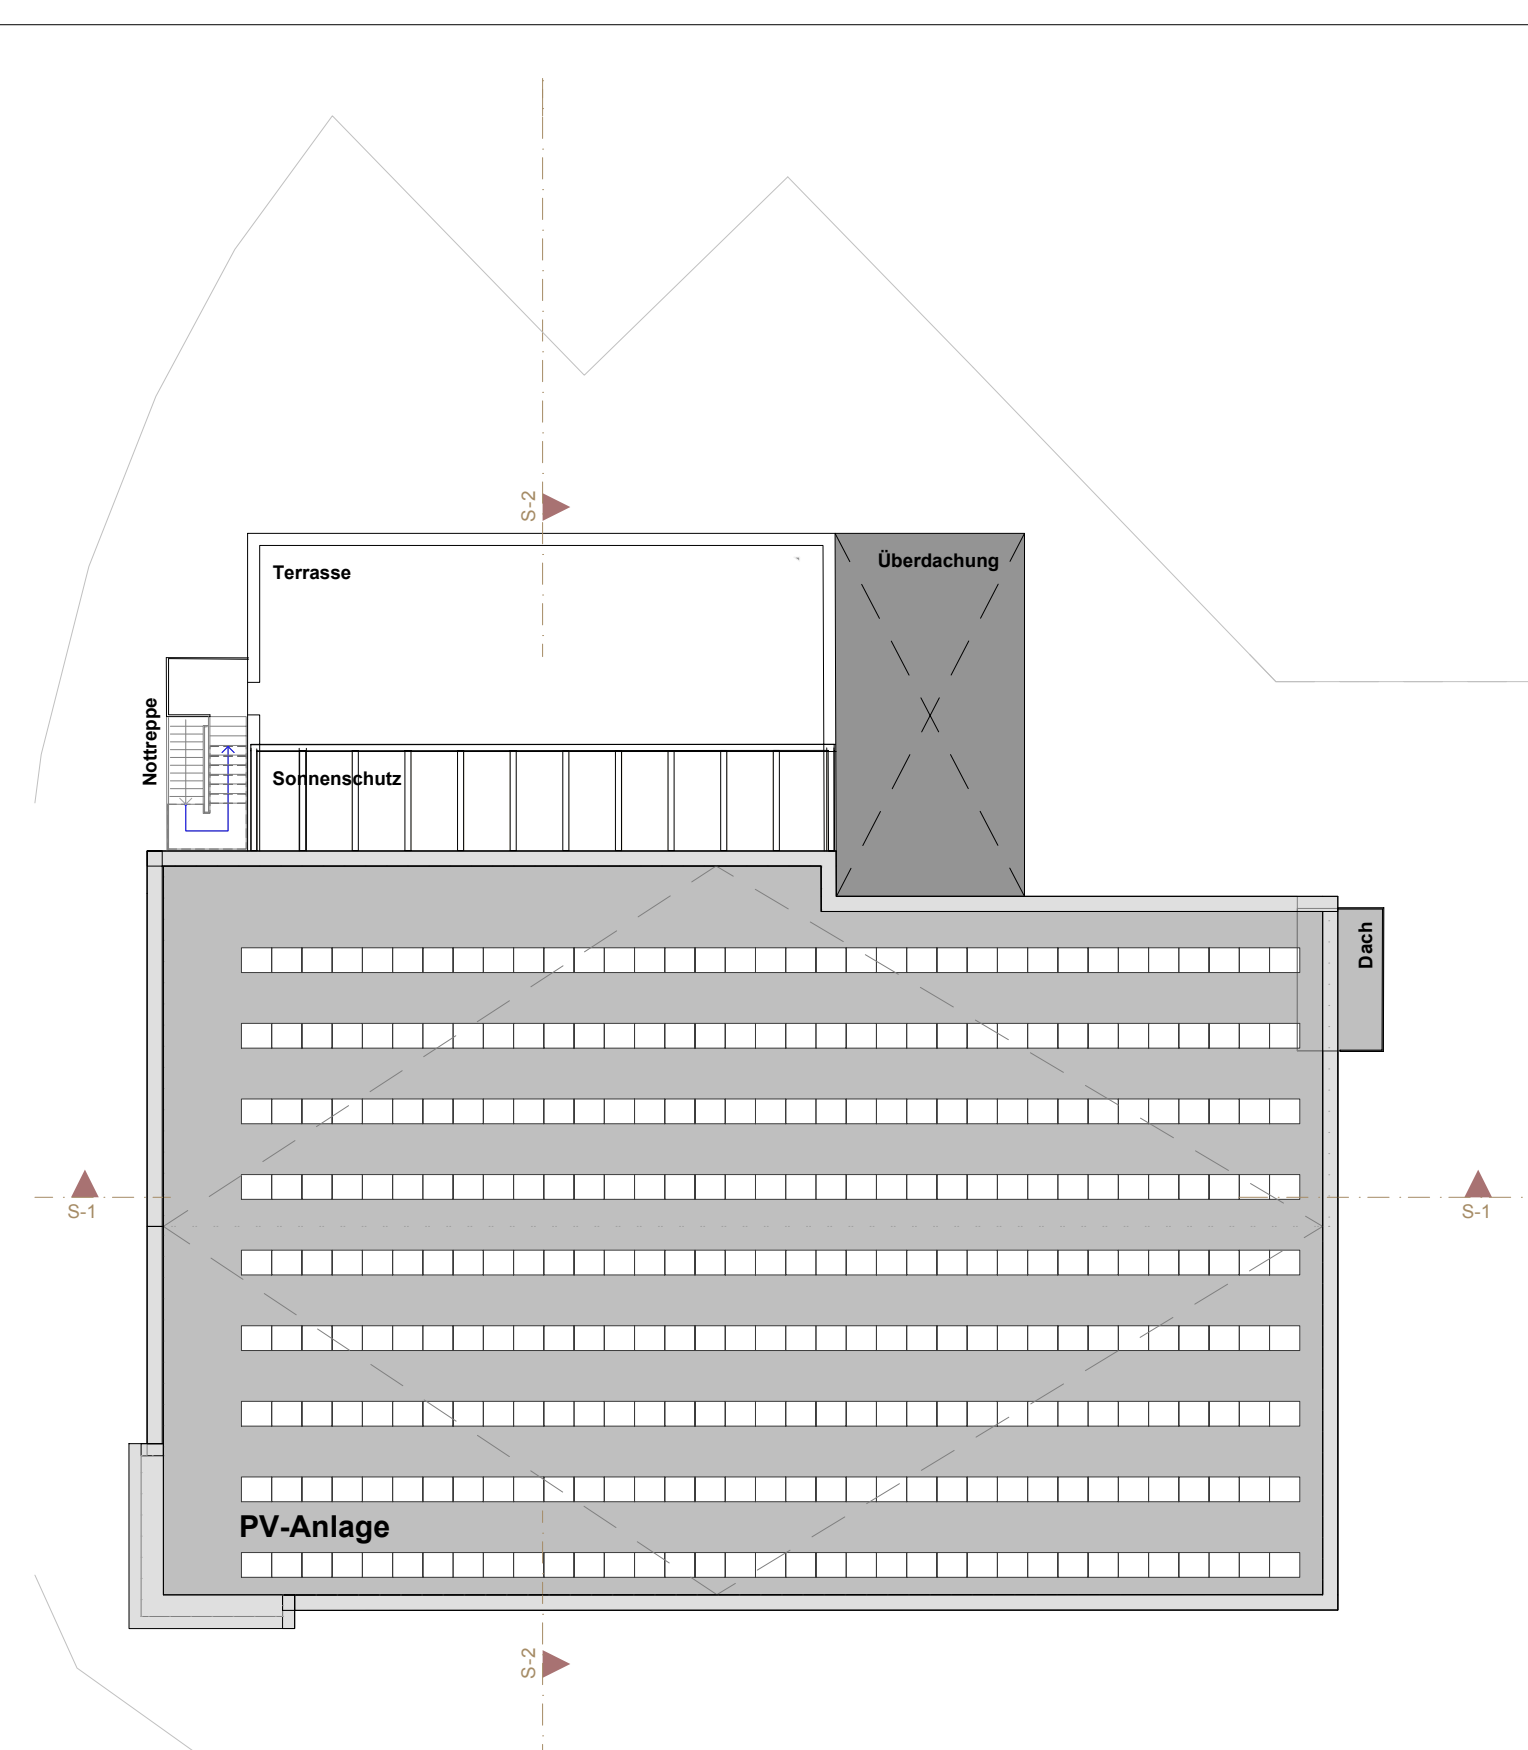 S-2
Terrasse
Überdachung
Nottreppe
Sonnenschutz
Dach
S-1
S-1
PV-Anlage
S-2